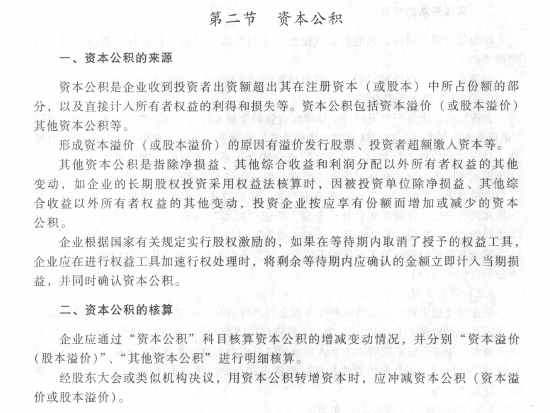 第二节 资本公积
一、资本公积的来源
资本公积是企业收到投资者出资额超出其在注册资本（或股本）中所占份额的部
分，以及直接计入所有者权益的利得和损失等。资本公积包括资本溢价（或股本溢价）
其他资本公积等。
形成资本溢价（或股本溢价）的原因有溢价发行股票、投资者超额缴入资本等。
其他资本公积是指除净损益、其他综合收益和利润分配以外所有者权益的其他
变动，如企业的长期股权投资采用权益法核算时，因被投资单位除净损益、其他综
合收益以外所有者权益的其他变动，投资企业按应享有份额而增加或减少的资本
公积。
企业根据国家有关规定实行股权激励的，如果在等待期内取消了授予的权益工具，
企业应在进行权益工具加速行权处理时，将剩余等待期内应确认的金额立即计入当期损
益，并同时确认资本公积。
二、资本公积的核算
企业应通过“资本公积”科目核算资本公积的增减变动情况，并分别“资本溢价
（股本溢价）”、“其他资本公积”进行明细核算。
经股东大会或类似机构决议，用资本公积转增资本时，应冲减资本公积（资本溢
价或股本溢价）。